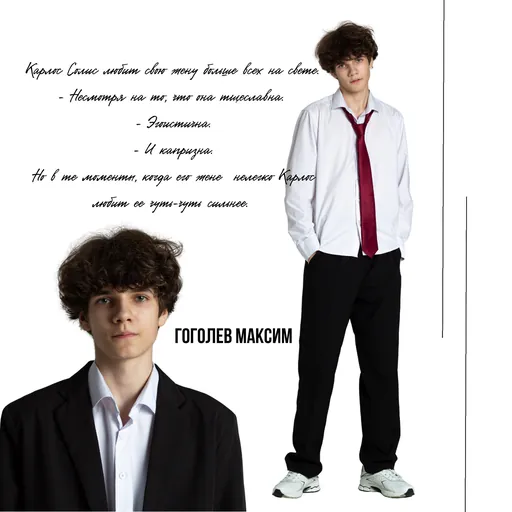 Карлос Солис любит свою жену больше всех на свете.
- Несмотря на то, что она тщеславна.
- Эгоистична.
- И капризна.
Но в те моменты, когда его жене нелегко Карлос
любит ее чуть-чуть сильнее.
ГОГОЛЕВ МАКСИМ